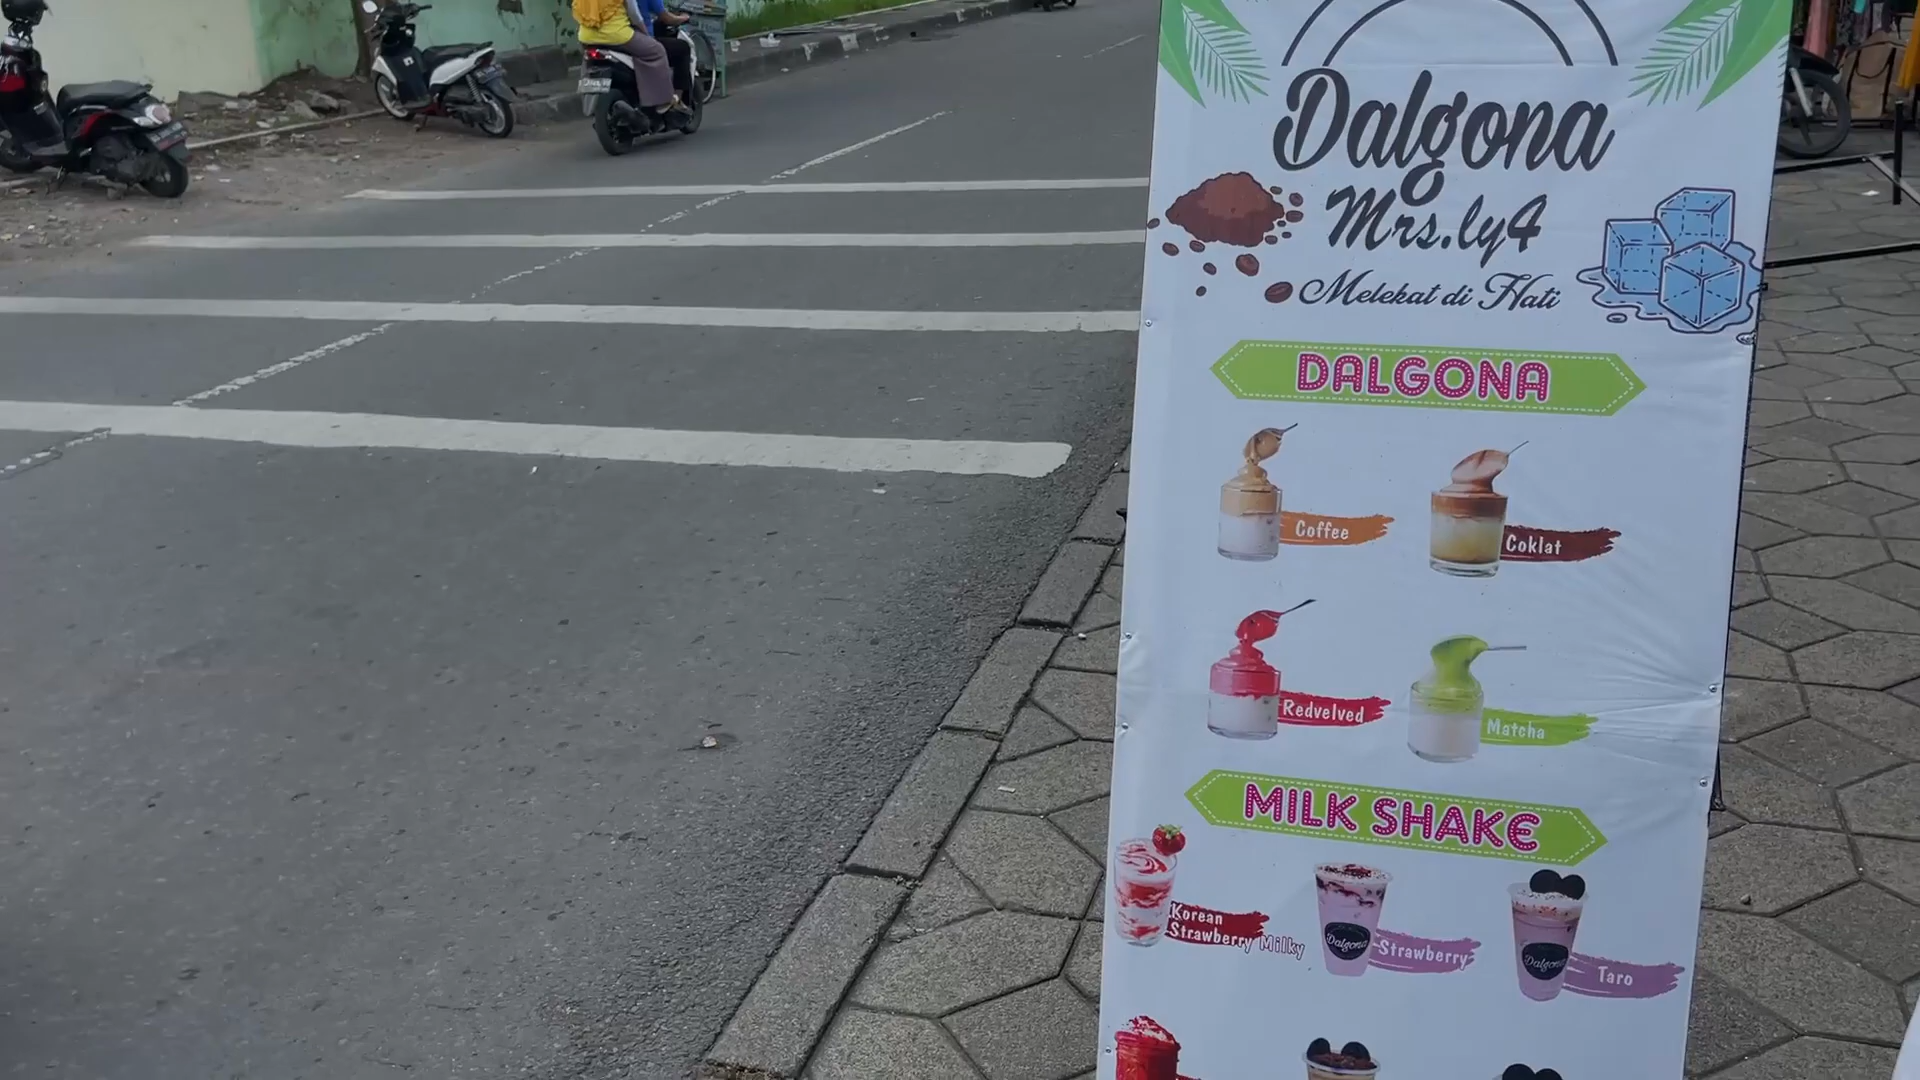 Dalgona
Mrs.ly4
Melekat di Hati
DALGONA
Coffee
Coklat
Redvelved
Matcha
MILK SHAKE
Korean
Strawberry Milky
Dalgona
Strawberry
Dalgona
Taro